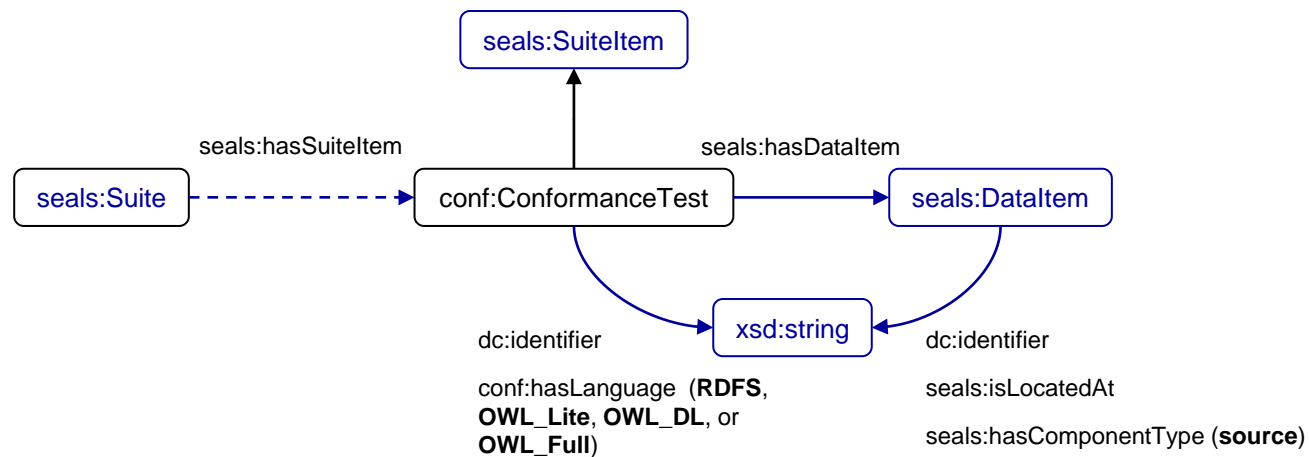 seals:SuiteItem
seals:hasSuiteItem
seals:hasDataItem
seals:Suite
conf:ConformanceTest
seals:DataItem
xsd:string
dc:identifier
conf:hasLanguage (RDFS,
OWL_Lite, OWL_DL, or
OWL_Full)
dc:identifier
seals:isLocatedAt
seals:hasComponentType (source)